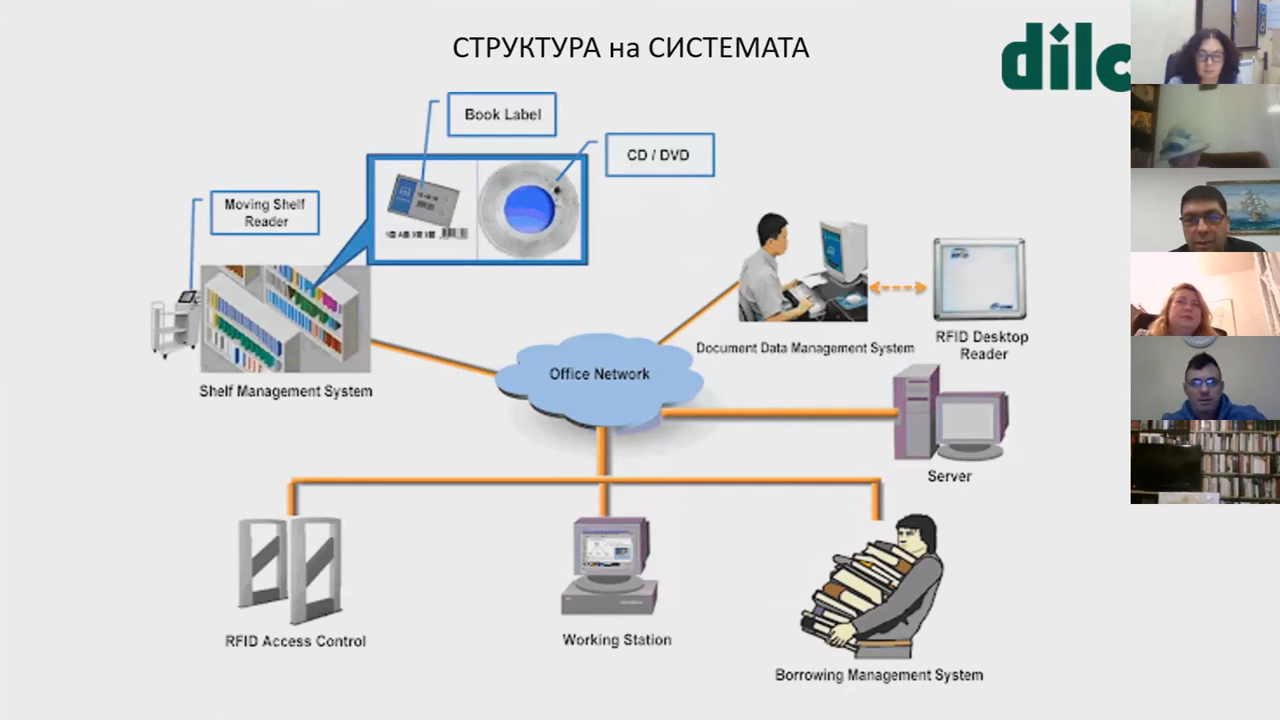 СТРУКТУРА на СИСТЕМАТА
Book Label
CD / DVD
Moving Shelf
Reader
Office Network
Document Data Management System
RFID Desktop
Reader
Shelf Management System
Server
RFID Access Control
Working Station
Borrowing Management System